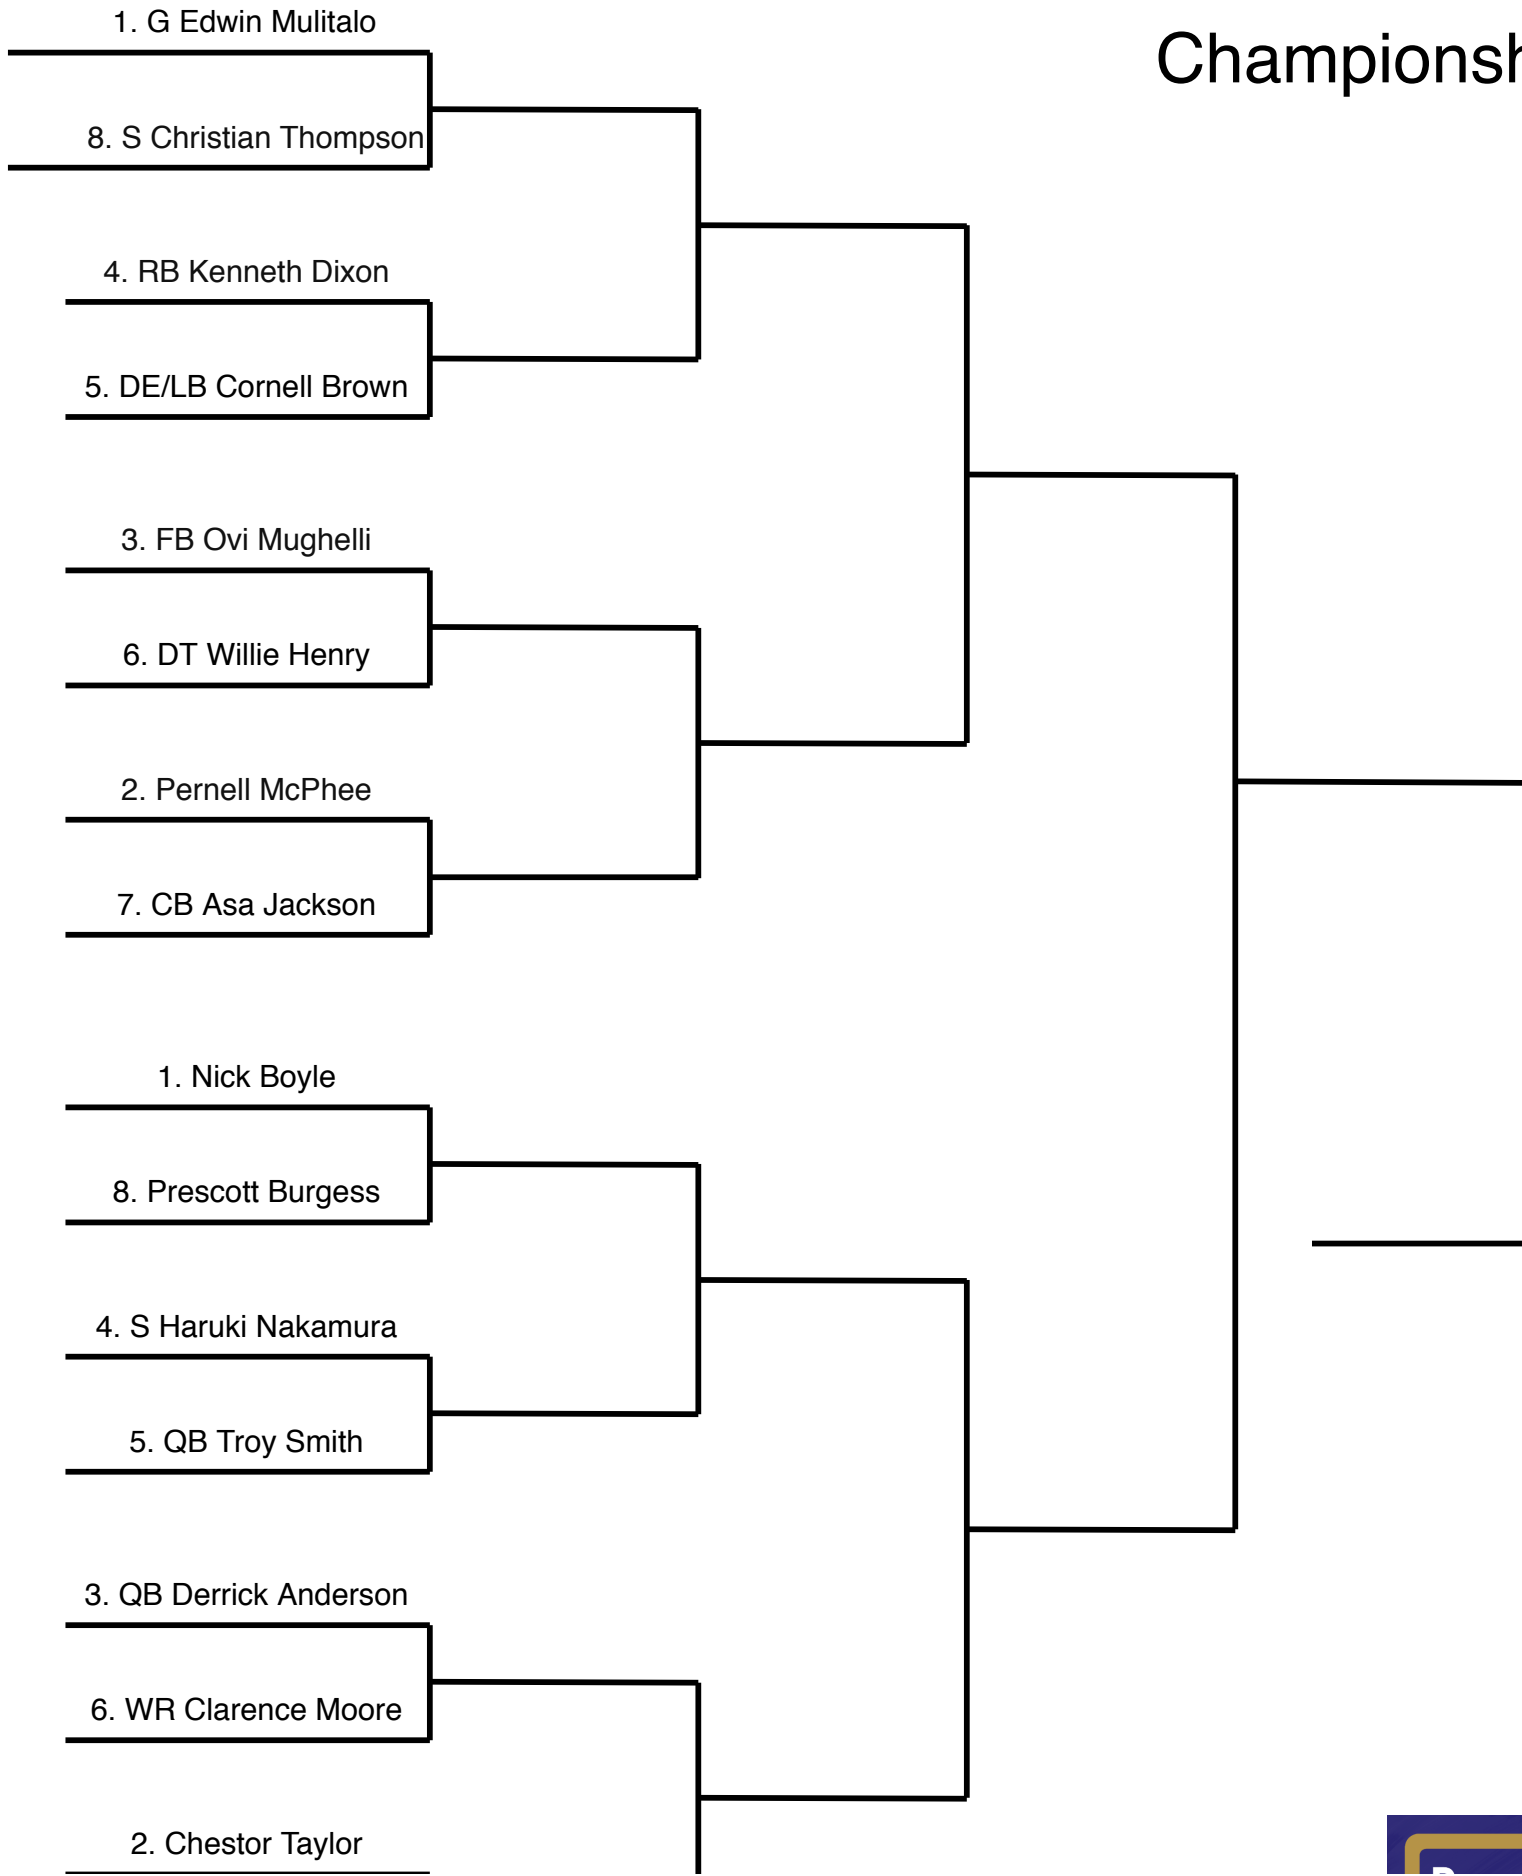 1. G Edwin Mulitalo
8. S Christian Thompson
4. RB Kenneth Dixon
5. DE/LB Cornell Brown
3. FB Ovi Mughelli
6. DT Willie Henry
2. Pernell McPhee
7. CB Asa Jackson
1. Nick Boyle
8. Prescott Burgess
4. S Haruki Nakamura
5. QB Troy Smith
3. QB Derrick Anderson
6. WR Clarence Moore
2. Chestor Taylor